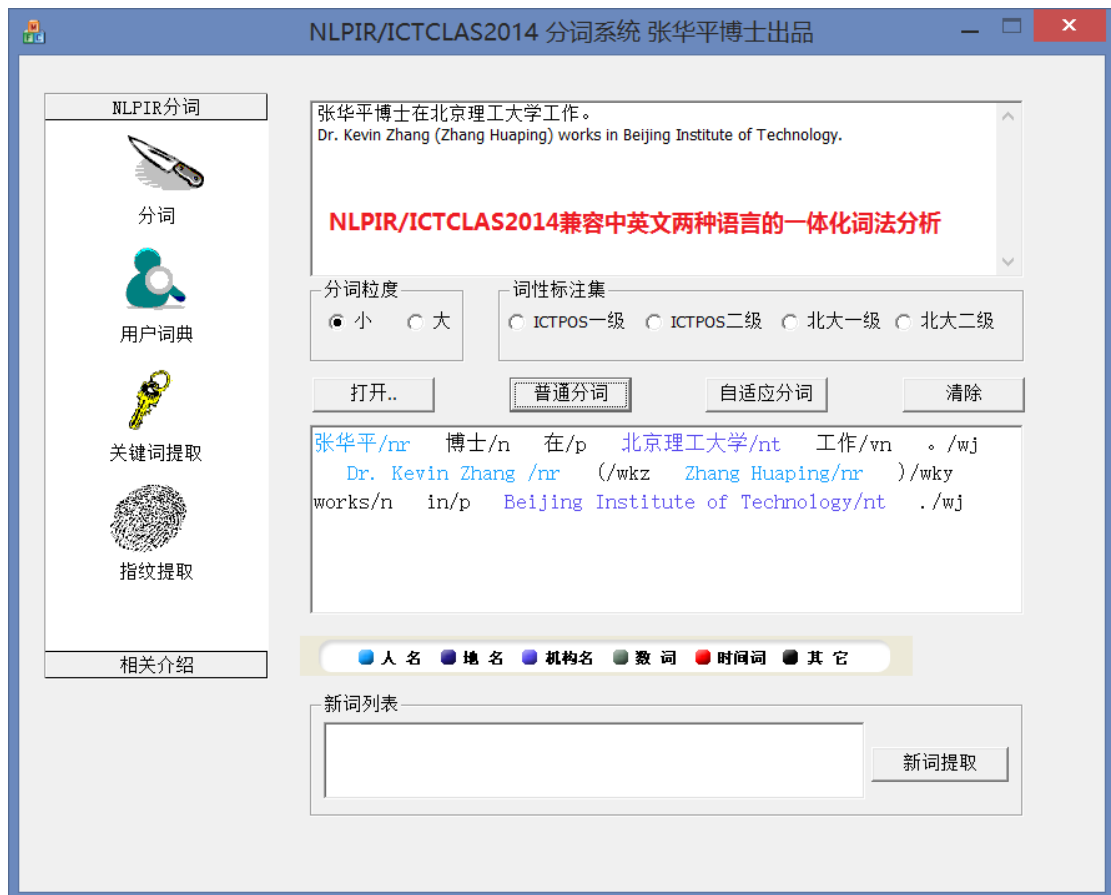 NLPIR/ICTCLAS2014 分词系统 张华平博士出品
NLPIR分词
分词
用户词典
关键词提取
指纹提取
相关介绍
张华平博士在北京理工大学工作。
Dr. Kevin Zhang (Zhang Huaping) works in Beijing Institute of Technology.
NLPIR/ICTCLAS2014兼容中英文两种语言的一体化词法分析
分词粒度
小 大
词性标注集
ICTPOS一级 ICTPOS二级 北大一级 北大二级
打开.. 普通分词 自适应分词 清除
张华平/nr 博士/n 在/p 北京理工大学/nt 工作/vn 。/wj
Dr. Kevin Zhang /nr (/wkz Zhang Huaping/nr )/wky
works/n in/p Beijing Institute of Technology/nt ./wj
人名 地名 机构名 数词 时间词 其它
新词列表
新词提取